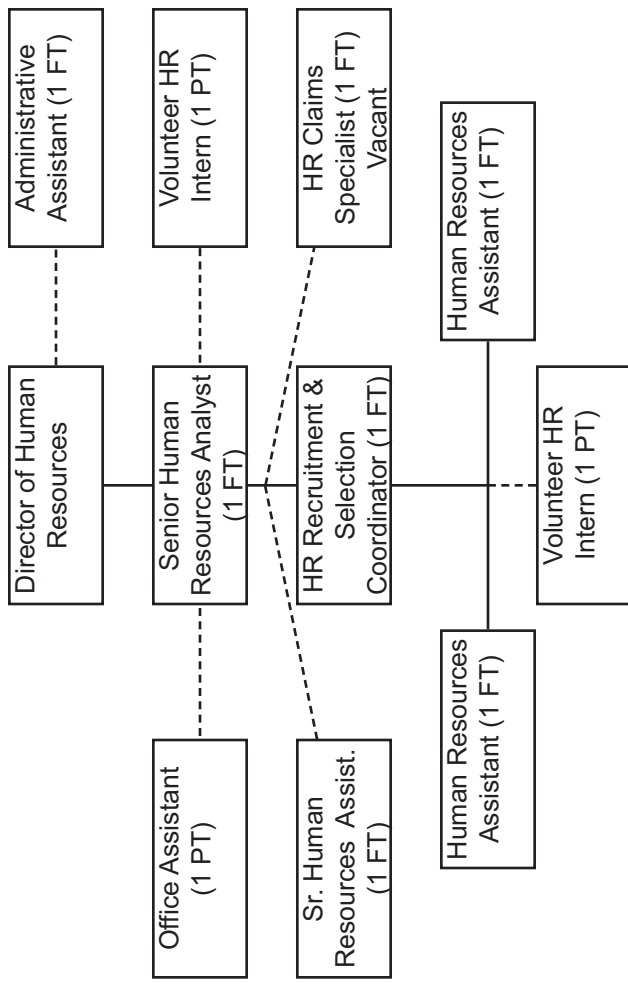 Director of Human
Resources
Administrative
Assistant (1 FT)
Office Assistant
(1 PT)
Senior Human
Resources Analyst
(1 FT)
Volunteer HR
Intern (1 PT)
Sr. Human
Resources Assist.
(1 FT)
HR Recruitment &
Selection
Coordinator (1 FT)
HR Claims
Specialist (1 FT)
Vacant
Human Resources
Assistant (1 FT)
Human Resources
Assistant (1 FT)
Volunteer HR
Intern (1 PT)